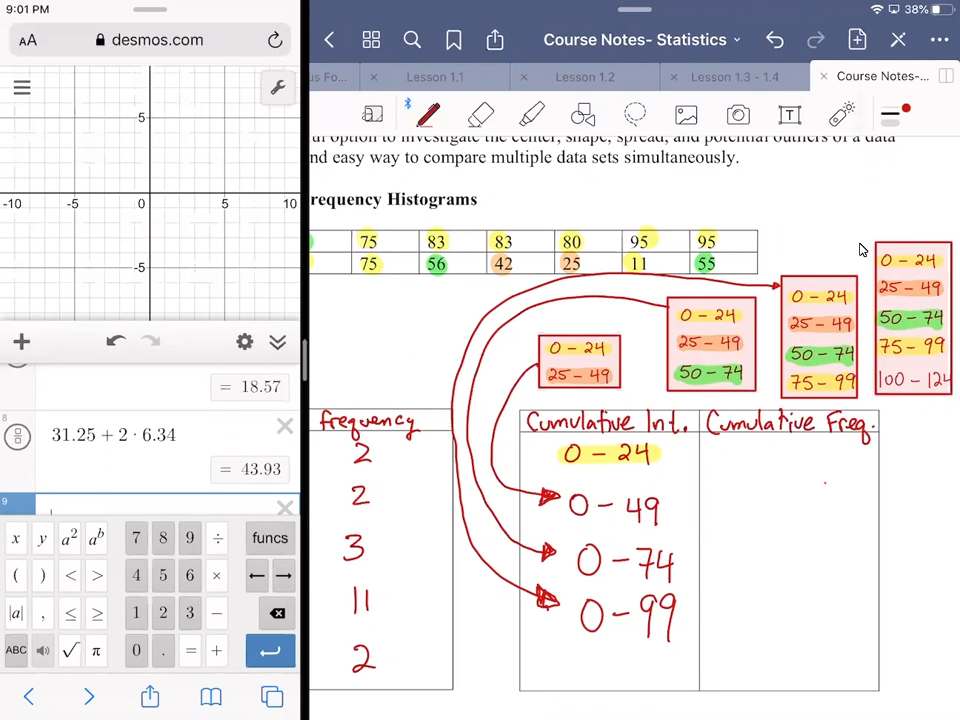 9:01 PM
38%
AA desmos.com
Course Notes- Statistics
us Fo...
Lesson 1.1
Lesson 1.2
Lesson 1.3 - 1.4
Course Notes-...
ful option to investigate the center, shape, spread, and potential outliers of a data
nd easy way to compare multiple data sets simultaneously.
requency Histograms
75 83 83 80 95 95
75 56 42 25 11 55
0 - 24
25 - 49
0 - 24
25 - 49
50 - 74
0 - 24
25 - 49
50 - 74
75 - 99
0 - 24
25 - 49
50 - 74
75 - 99
100 - 124
frequency
2
2
3
11
2
Cumulative Int. Cumulative Freq.
0 - 24
0 - 49
0 - 74
0 - 99
5
-10 -5 0 5 10
-5
= 18.57
8
31.25 + 2 · 6.34
= 43.93
9
x y a² aᵇ 7 8 9 ÷ funcs
( ) < > 4 5 6 × ← →
|a| , ≤ ≥ 1 2 3 −
ABC √ π 0 . = +